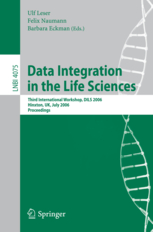 Ulf Leser
Felix Naumann
Barbara Eckman (Eds.)
LNBI 4075
Data Integration
in the Life Sciences
Third International Workshop, DILS 2006
Hinxton, UK, July 2006
Proceedings
Springer